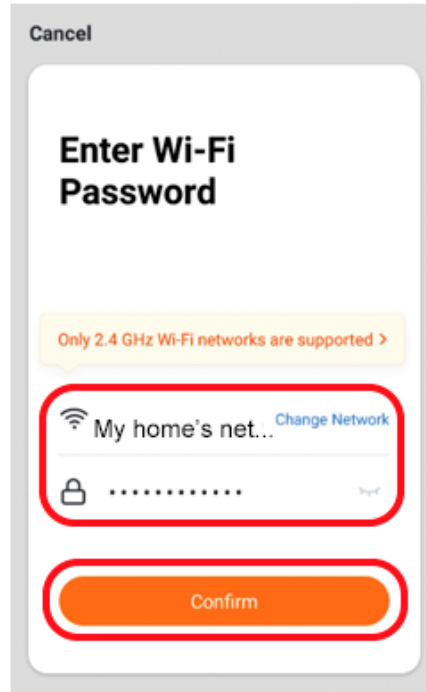 Cancel
Enter Wi-Fi
Password
Only 2.4 GHz Wi-Fi networks are supported >
My home's net... Change Network
••••••••••••
Confirm